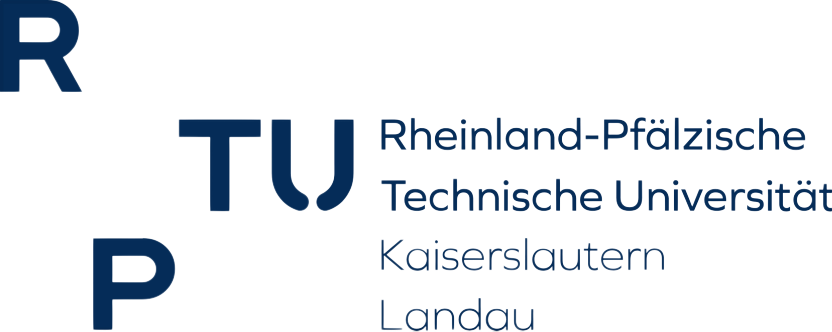 R
TU
P
Rheinland-Pfälzische
Technische Universität
Kaiserslautern
Landau